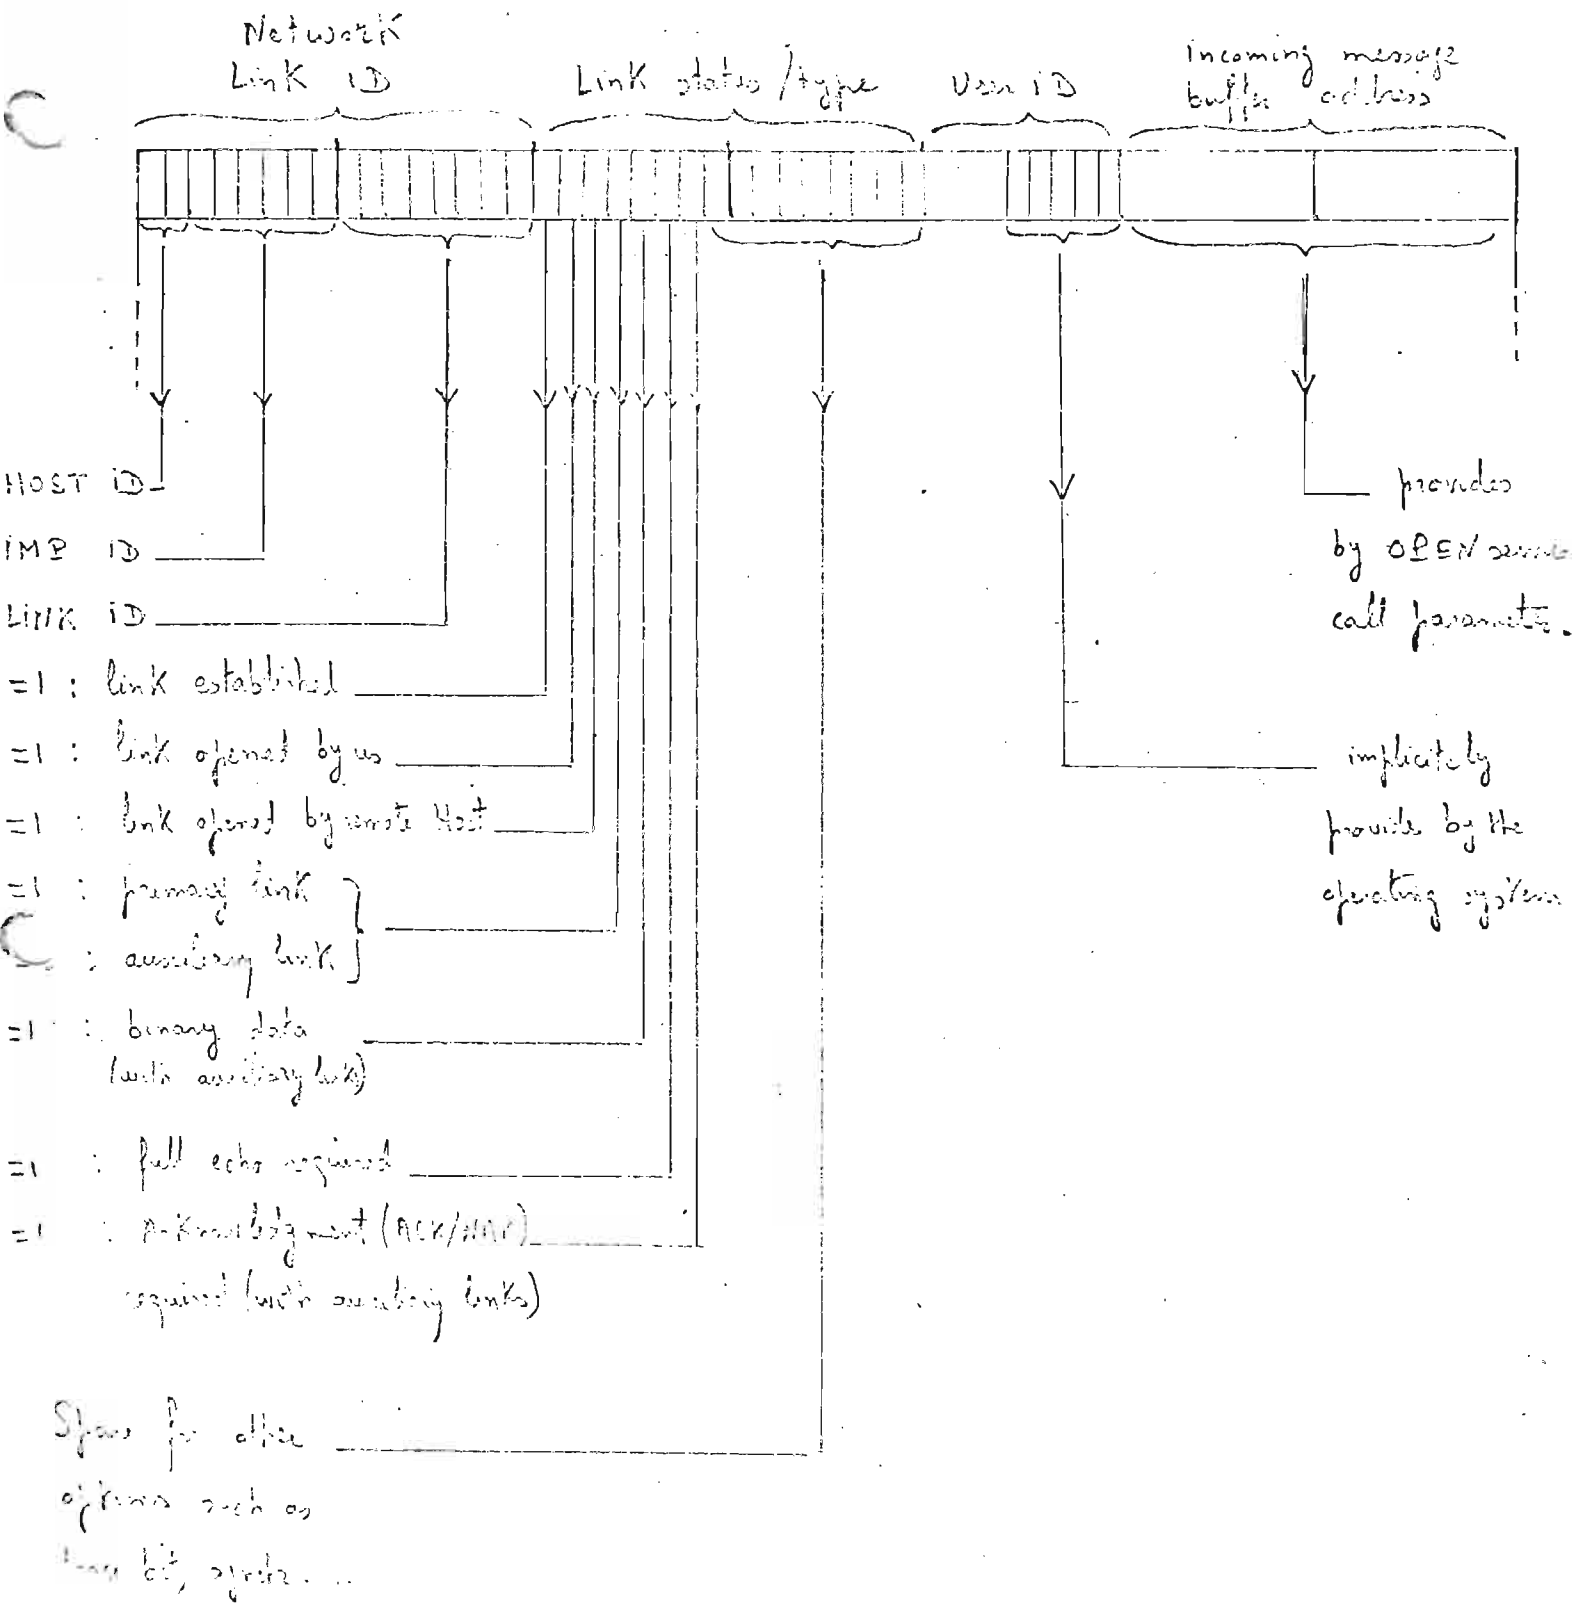 Network
Link iD
Link status/type
User iD
incoming message
buffer address
HOST iD
iMP iD
LiNK iD
=1 : link established
=1 : link opened by us
=1 : link opened by remote Host
=1 : primary link
: auxiliary link
=1 : binary data
(with auxiliary link)
=1 : full echo required
=1 : Acknowledgment (ACK/NAK)
required (with auxiliary links)
Spare for other
options such as
bit,
provides
by OPEN
call
implicitely
provide by the
operating system